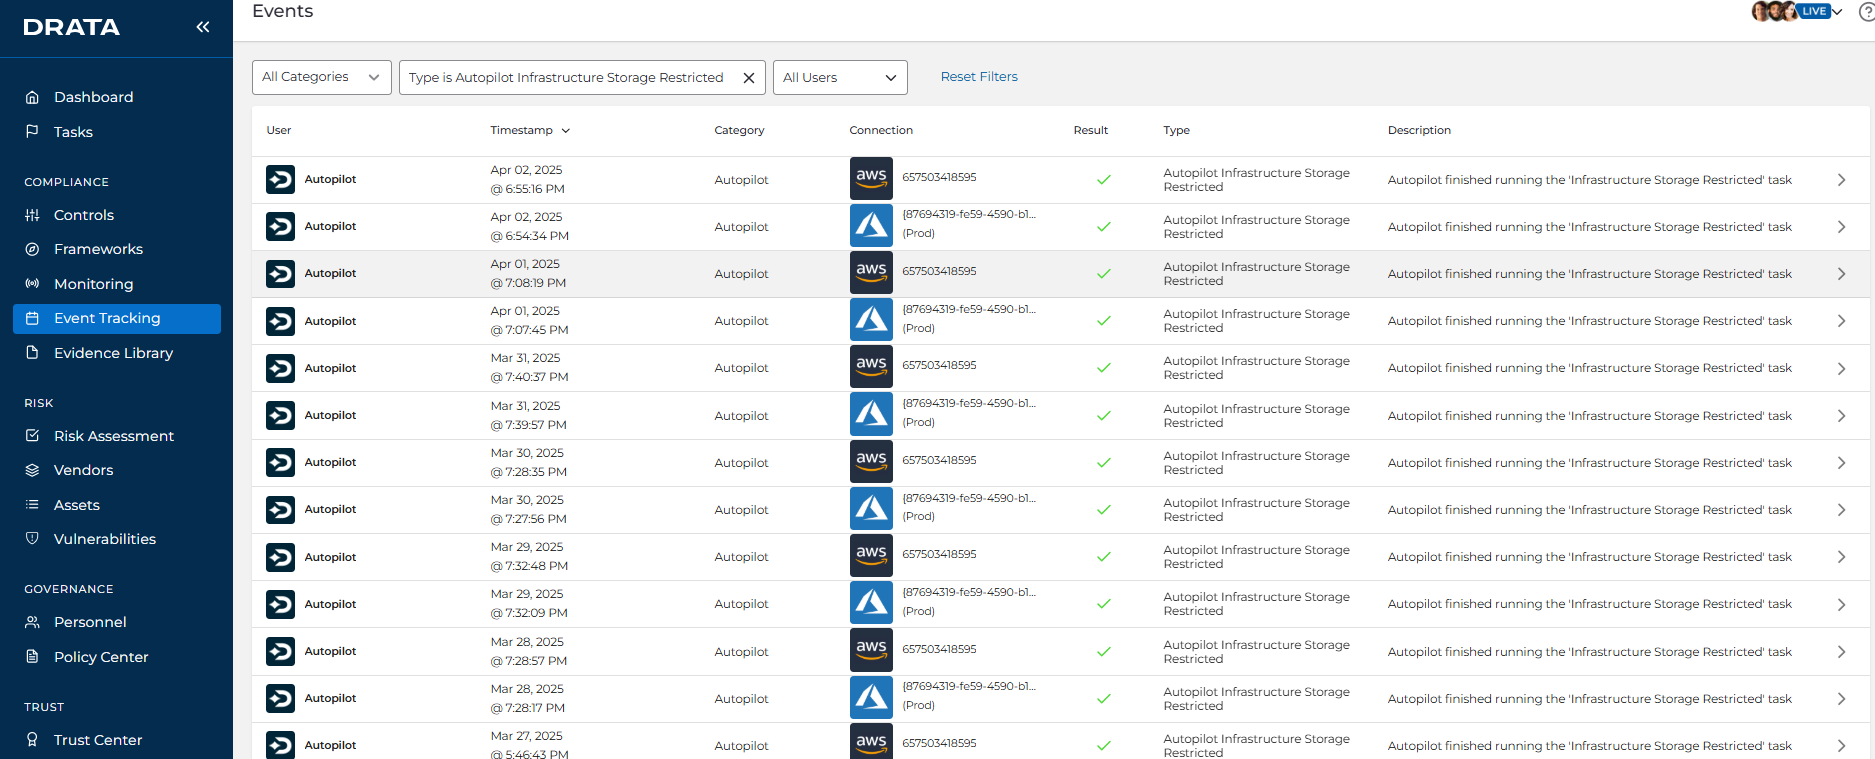 DRATA
Events
LIVE
All Categories
Type is Autopilot Infrastructure Storage Restricted
All Users
Reset Filters
Dashboard
Tasks
COMPLIANCE
Controls
Frameworks
Monitoring
Event Tracking
Evidence Library
RISK
Risk Assessment
Vendors
Assets
Vulnerabilities
GOVERNANCE
Personnel
Policy Center
TRUST
Trust Center
User Timestamp Category Connection Result Type Description
Autopilot Apr 02, 2025 @ 6:55:16 PM Autopilot aws 657503418595 Autopilot Infrastructure Storage Restricted Autopilot finished running the 'Infrastructure Storage Restricted' task
Autopilot Apr 02, 2025 @ 6:54:34 PM Autopilot {87694319-fe59-4590-b1... (Prod) Autopilot Infrastructure Storage Restricted Autopilot finished running the 'Infrastructure Storage Restricted' task
Autopilot Apr 01, 2025 @ 7:08:19 PM Autopilot aws 657503418595 Autopilot Infrastructure Storage Restricted Autopilot finished running the 'Infrastructure Storage Restricted' task
Autopilot Apr 01, 2025 @ 7:07:45 PM Autopilot {87694319-fe59-4590-b1... (Prod) Autopilot Infrastructure Storage Restricted Autopilot finished running the 'Infrastructure Storage Restricted' task
Autopilot Mar 31, 2025 @ 7:40:37 PM Autopilot aws 657503418595 Autopilot Infrastructure Storage Restricted Autopilot finished running the 'Infrastructure Storage Restricted' task
Autopilot Mar 31, 2025 @ 7:39:57 PM Autopilot {87694319-fe59-4590-b1... (Prod) Autopilot Infrastructure Storage Restricted Autopilot finished running the 'Infrastructure Storage Restricted' task
Autopilot Mar 30, 2025 @ 7:28:35 PM Autopilot aws 657503418595 Autopilot Infrastructure Storage Restricted Autopilot finished running the 'Infrastructure Storage Restricted' task
Autopilot Mar 30, 2025 @ 7:27:56 PM Autopilot {87694319-fe59-4590-b1... (Prod) Autopilot Infrastructure Storage Restricted Autopilot finished running the 'Infrastructure Storage Restricted' task
Autopilot Mar 29, 2025 @ 7:32:48 PM Autopilot aws 657503418595 Autopilot Infrastructure Storage Restricted Autopilot finished running the 'Infrastructure Storage Restricted' task
Autopilot Mar 29, 2025 @ 7:32:09 PM Autopilot {87694319-fe59-4590-b1... (Prod) Autopilot Infrastructure Storage Restricted Autopilot finished running the 'Infrastructure Storage Restricted' task
Autopilot Mar 28, 2025 @ 7:28:57 PM Autopilot aws 657503418595 Autopilot Infrastructure Storage Restricted Autopilot finished running the 'Infrastructure Storage Restricted' task
Autopilot Mar 28, 2025 @ 7:28:17 PM Autopilot {87694319-fe59-4590-b1... (Prod) Autopilot Infrastructure Storage Restricted Autopilot finished running the 'Infrastructure Storage Restricted' task
Autopilot Mar 27, 2025 @ 5:46:43 PM Autopilot aws 657503418595 Autopilot Infrastructure Storage Restricted Autopilot finished running the 'Infrastructure Storage Restricted' task